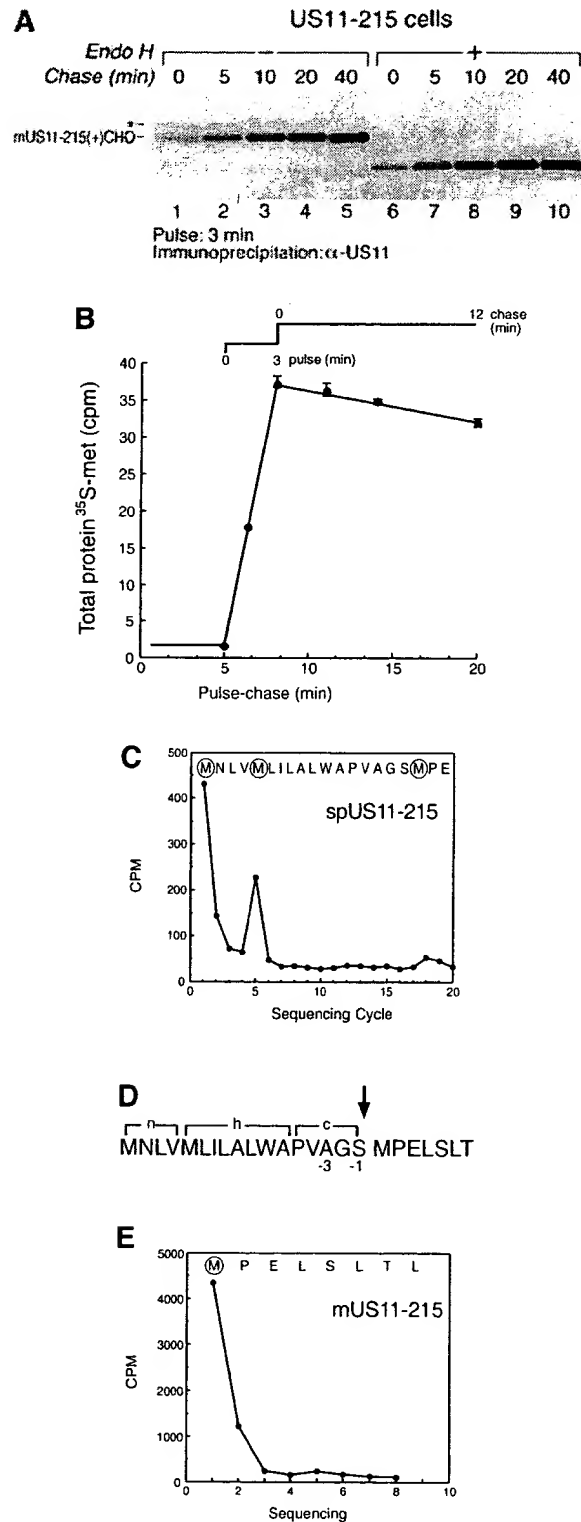 A
US11-215 cells
Endo H − +
Chase (min) 0 5 10 20 40 0 5 10 20 40
mUS11-215(+)CHO-
1 2 3 4 5 6 7 8 9 10
Pulse: 3 min
Immunoprecipitation:α-US11
B
0 12 chase (min)
0 3 pulse (min)
Total protein ³⁵S-met (cpm)
40
35
30
25
20
15
10
5
0
0 5 10 15 20
Pulse-chase (min)
C
MNLVMLILALWAPVAGSMPE
spUS11-215
CPM
500
400
300
200
100
0
0 5 10 15 20
Sequencing Cycle
D
n h c
MNLVMLILALWAPVAGS MPELSLT
-3 -1
E
M P E L S L T L
mUS11-215
CPM
5000
4000
3000
2000
1000
0
0 2 4 6 8 10
Sequencing